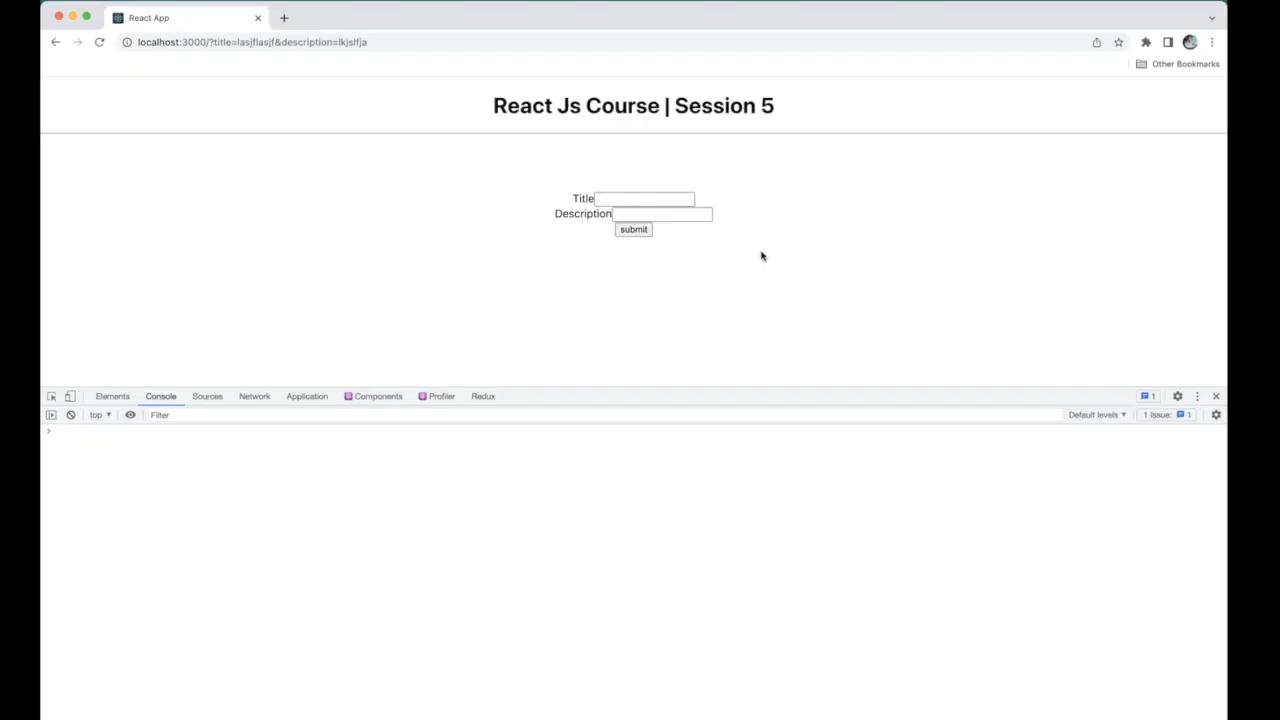 React App
localhost:3000/?title=lasjflasjf&description=lkjslfja
Other Bookmarks
React Js Course | Session 5
Title
Description
submit
Elements Console Sources Network Application Components Profiler Redux 1
top Filter Default levels 1 Issue: 1